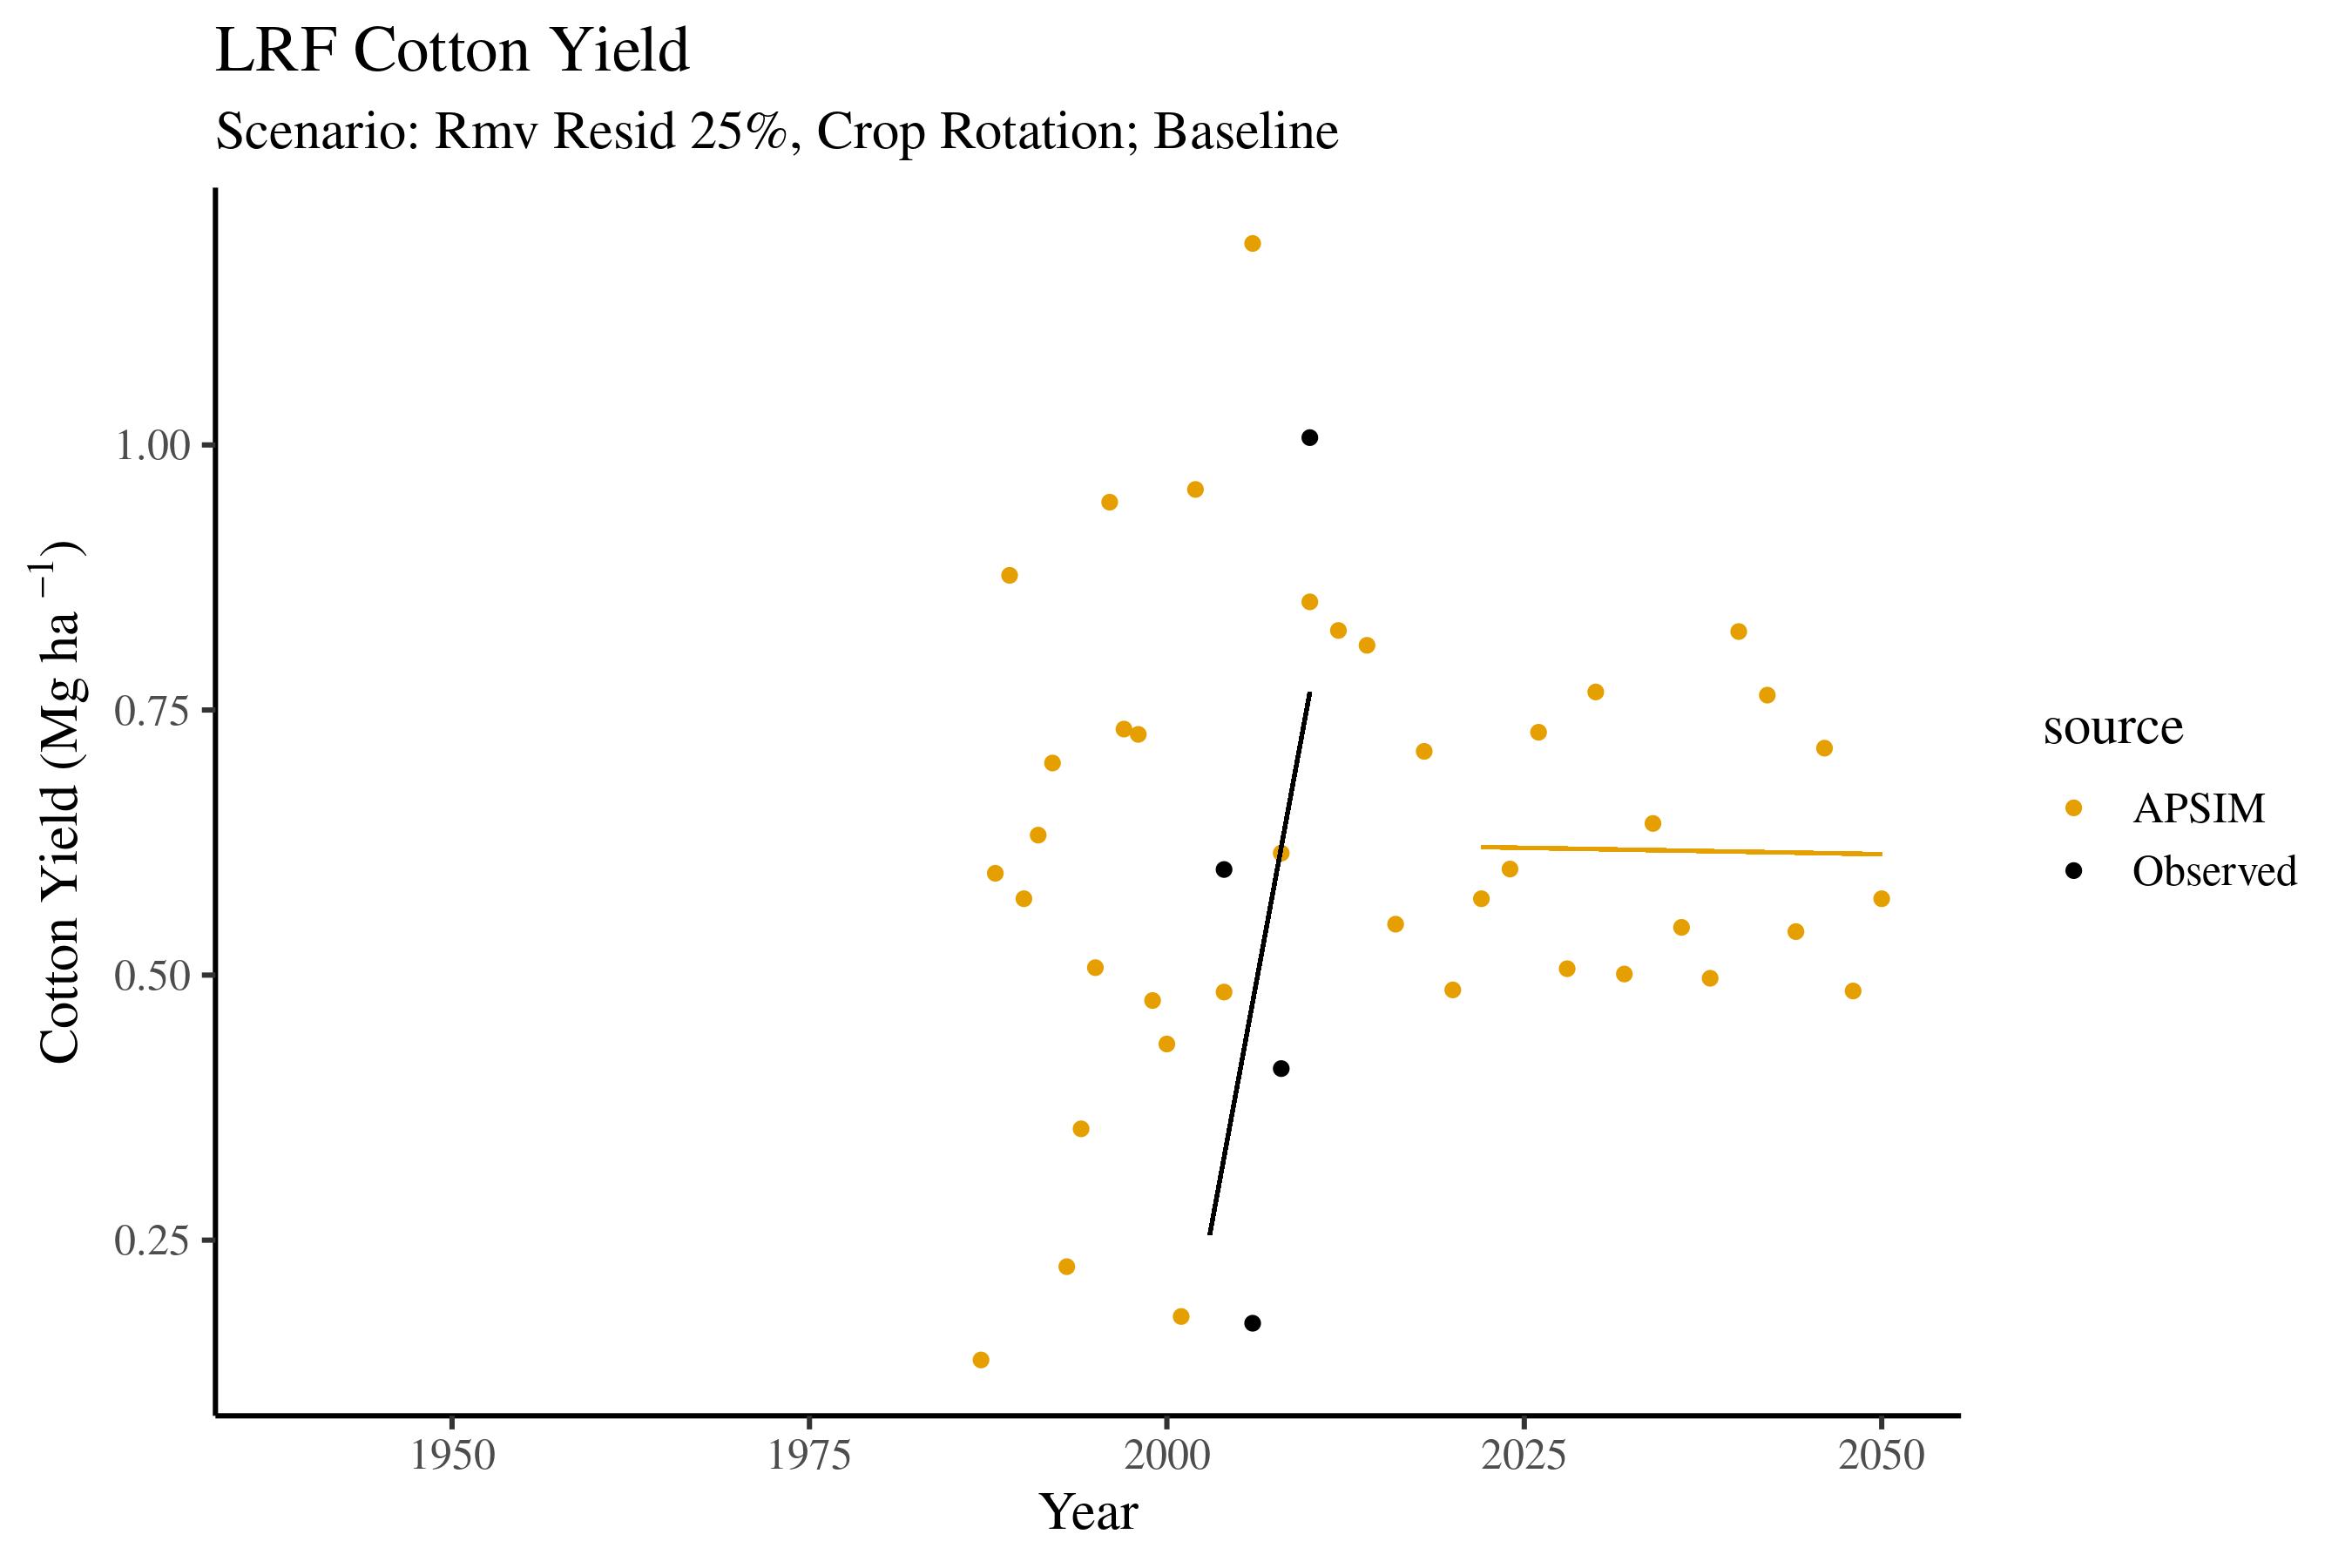 LRF Cotton Yield
Scenario: Rmv Resid 25%, Crop Rotation; Baseline
Cotton Yield (Mg ha −1)
1.00
0.75
0.50
0.25
1950 1975 2000 2025 2050
Year
source
APSIM
Observed